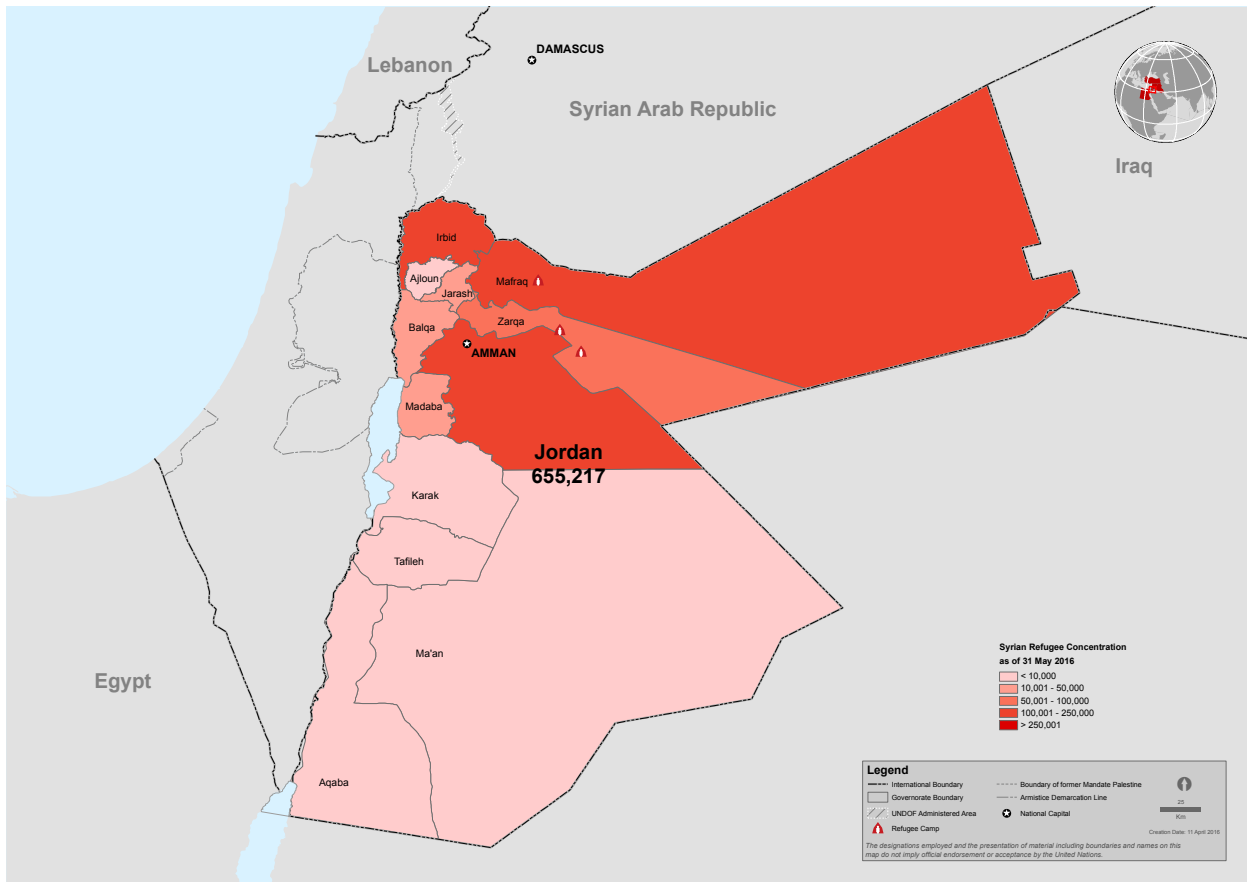 DAMASCUS
Lebanon
Syrian Arab Republic
Iraq
Irbid
Ajloun
Mafraq
Jarash
Zarqa
Balqa
AMMAN
Madaba
Jordan
655,217
Karak
Tafileh
Ma'an
Egypt
Aqaba
Syrian Refugee Concentration
as of 31 May 2016
< 10,000
10,001 - 50,000
50,001 - 100,000
100,001 - 250,000
> 250,001
Legend
International Boundary
Governorate Boundary
UNDOF Administered Area
Refugee Camp
Boundary of former Mandate Palestine
Armistice Demarcation Line
National Capital
25
Km
Creation Date: 11 April 2016
The designations employed and the presentation of material including boundaries and names on this
map do not imply official endorsement or acceptance by the United Nations.